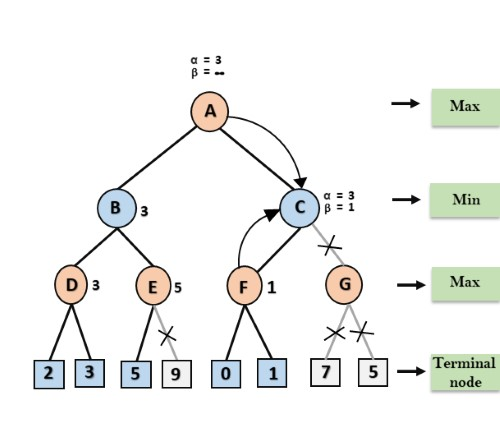 α = 3
β = -∞
A
Max
B
3
C
α = 3
β = 1
Min
D
3
E
5
F
1
G
Max
2
3
5
9
0
1
7
5
Terminal
node